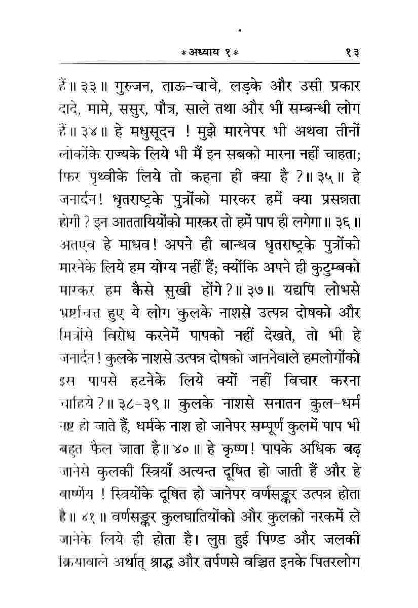 *अध्याय १*
१३
हैं॥ ३३॥ गुरुजन, ताऊ-चाचे, लड़के और उसी प्रकार
दादे, मामे, ससुर, पौत्र, साले तथा और भी सम्बन्धी लोग
हैं॥ ३४॥ हे मधुसूदन ! मुझे मारनेपर भी अथवा तीनों
लोकोंके राज्यके लिये भी मैं इन सबको मारना नहीं चाहता;
फिर पृथ्वीके लिये तो कहना ही क्या है ?॥ ३५॥ हे
जनार्दन! धृतराष्ट्रके पुत्रोंको मारकर हमें क्या प्रसन्नता
होगी ? इन आततायियोंको मारकर तो हमें पाप ही लगेगा॥ ३६॥
अतएव हे माधव! अपने ही बान्धव धृतराष्ट्रके पुत्रोंको
मारनेके लिये हम योग्य नहीं हैं; क्योंकि अपने ही कुटुम्बको
मारकर हम कैसे सुखी होंगे ?॥ ३७॥ यद्यपि लोभसे
भ्रष्टचित्त हुए ये लोग कुलके नाशसे उत्पन्न दोषको और
मित्रोंसे विरोध करनेमें पापको नहीं देखते, तो भी हे
जनार्दन! कुलके नाशसे उत्पन्न दोषको जाननेवाले हमलोगोंको
इस पापसे हटनेके लिये क्यों नहीं विचार करना
चाहिये ?॥ ३८-३९॥ कुलके नाशसे सनातन कुल-धर्म
नष्ट हो जाते हैं, धर्मके नाश हो जानेपर सम्पूर्ण कुलमें पाप भी
बहुत फैल जाता है॥ ४०॥ हे कृष्ण! पापके अधिक बढ़
जानेसे कुलकी स्त्रियाँ अत्यन्त दूषित हो जाती हैं और हे
वार्ष्णेय ! स्त्रियोंके दूषित हो जानेपर वर्णसङ्कर उत्पन्न होता
है॥ ४१॥ वर्णसङ्कर कुलघातियोंको और कुलको नरकमें ले
जानेके लिये ही होता है। लुप्त हुई पिण्ड और जलकी
क्रियावाले अर्थात् श्राद्ध और तर्पणसे वञ्चित इनके पितरलोग